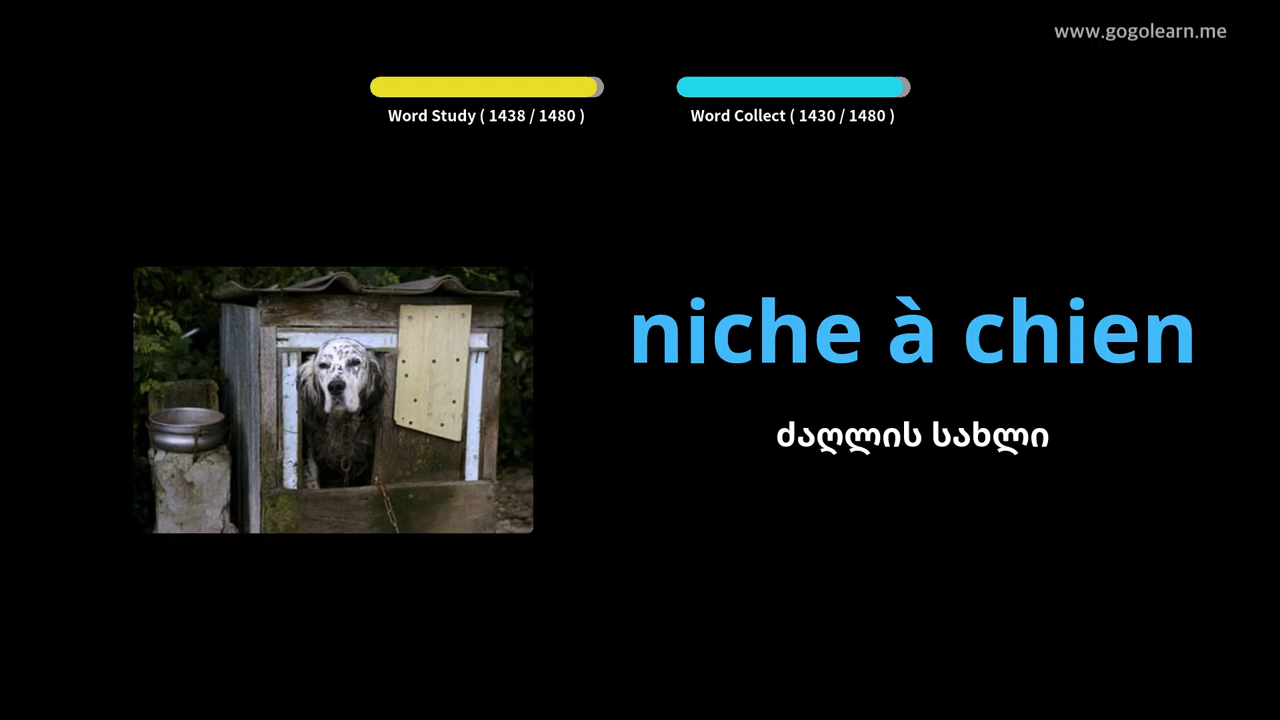 www.gogolearn.me
Word Study ( 1438 / 1480 )
Word Collect ( 1430 / 1480 )
niche à chien
ძაღლის სახლი